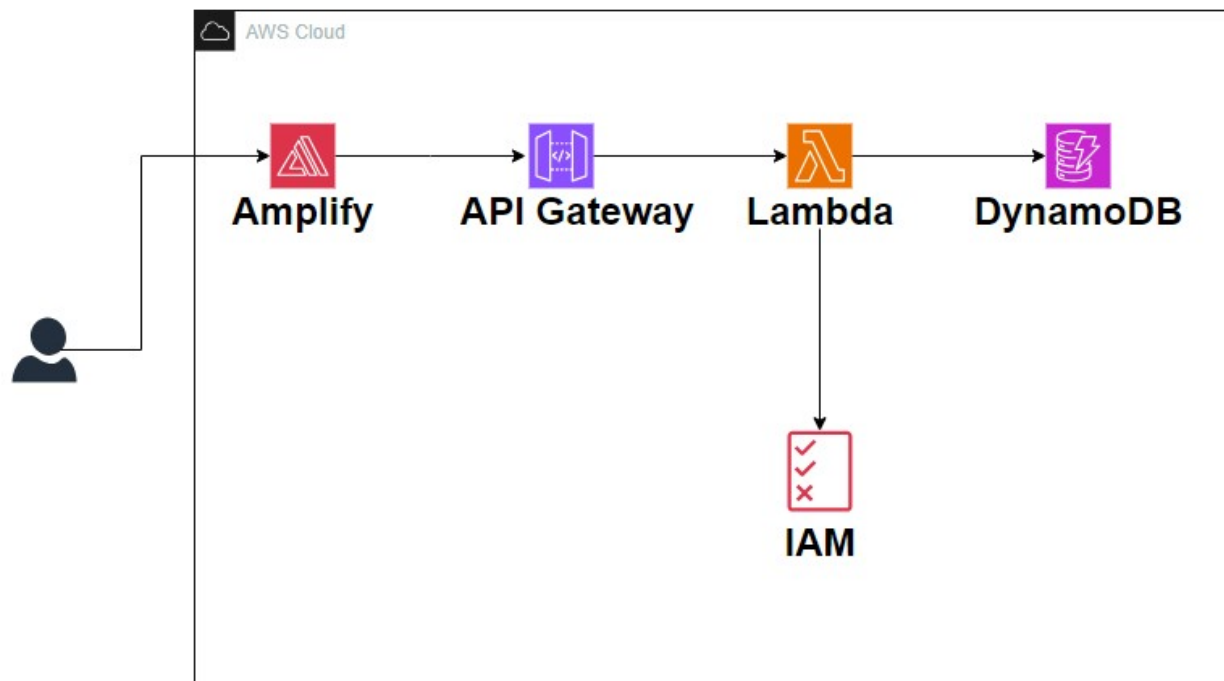 AWS Cloud
Amplify
API Gateway
Lambda
DynamoDB
IAM